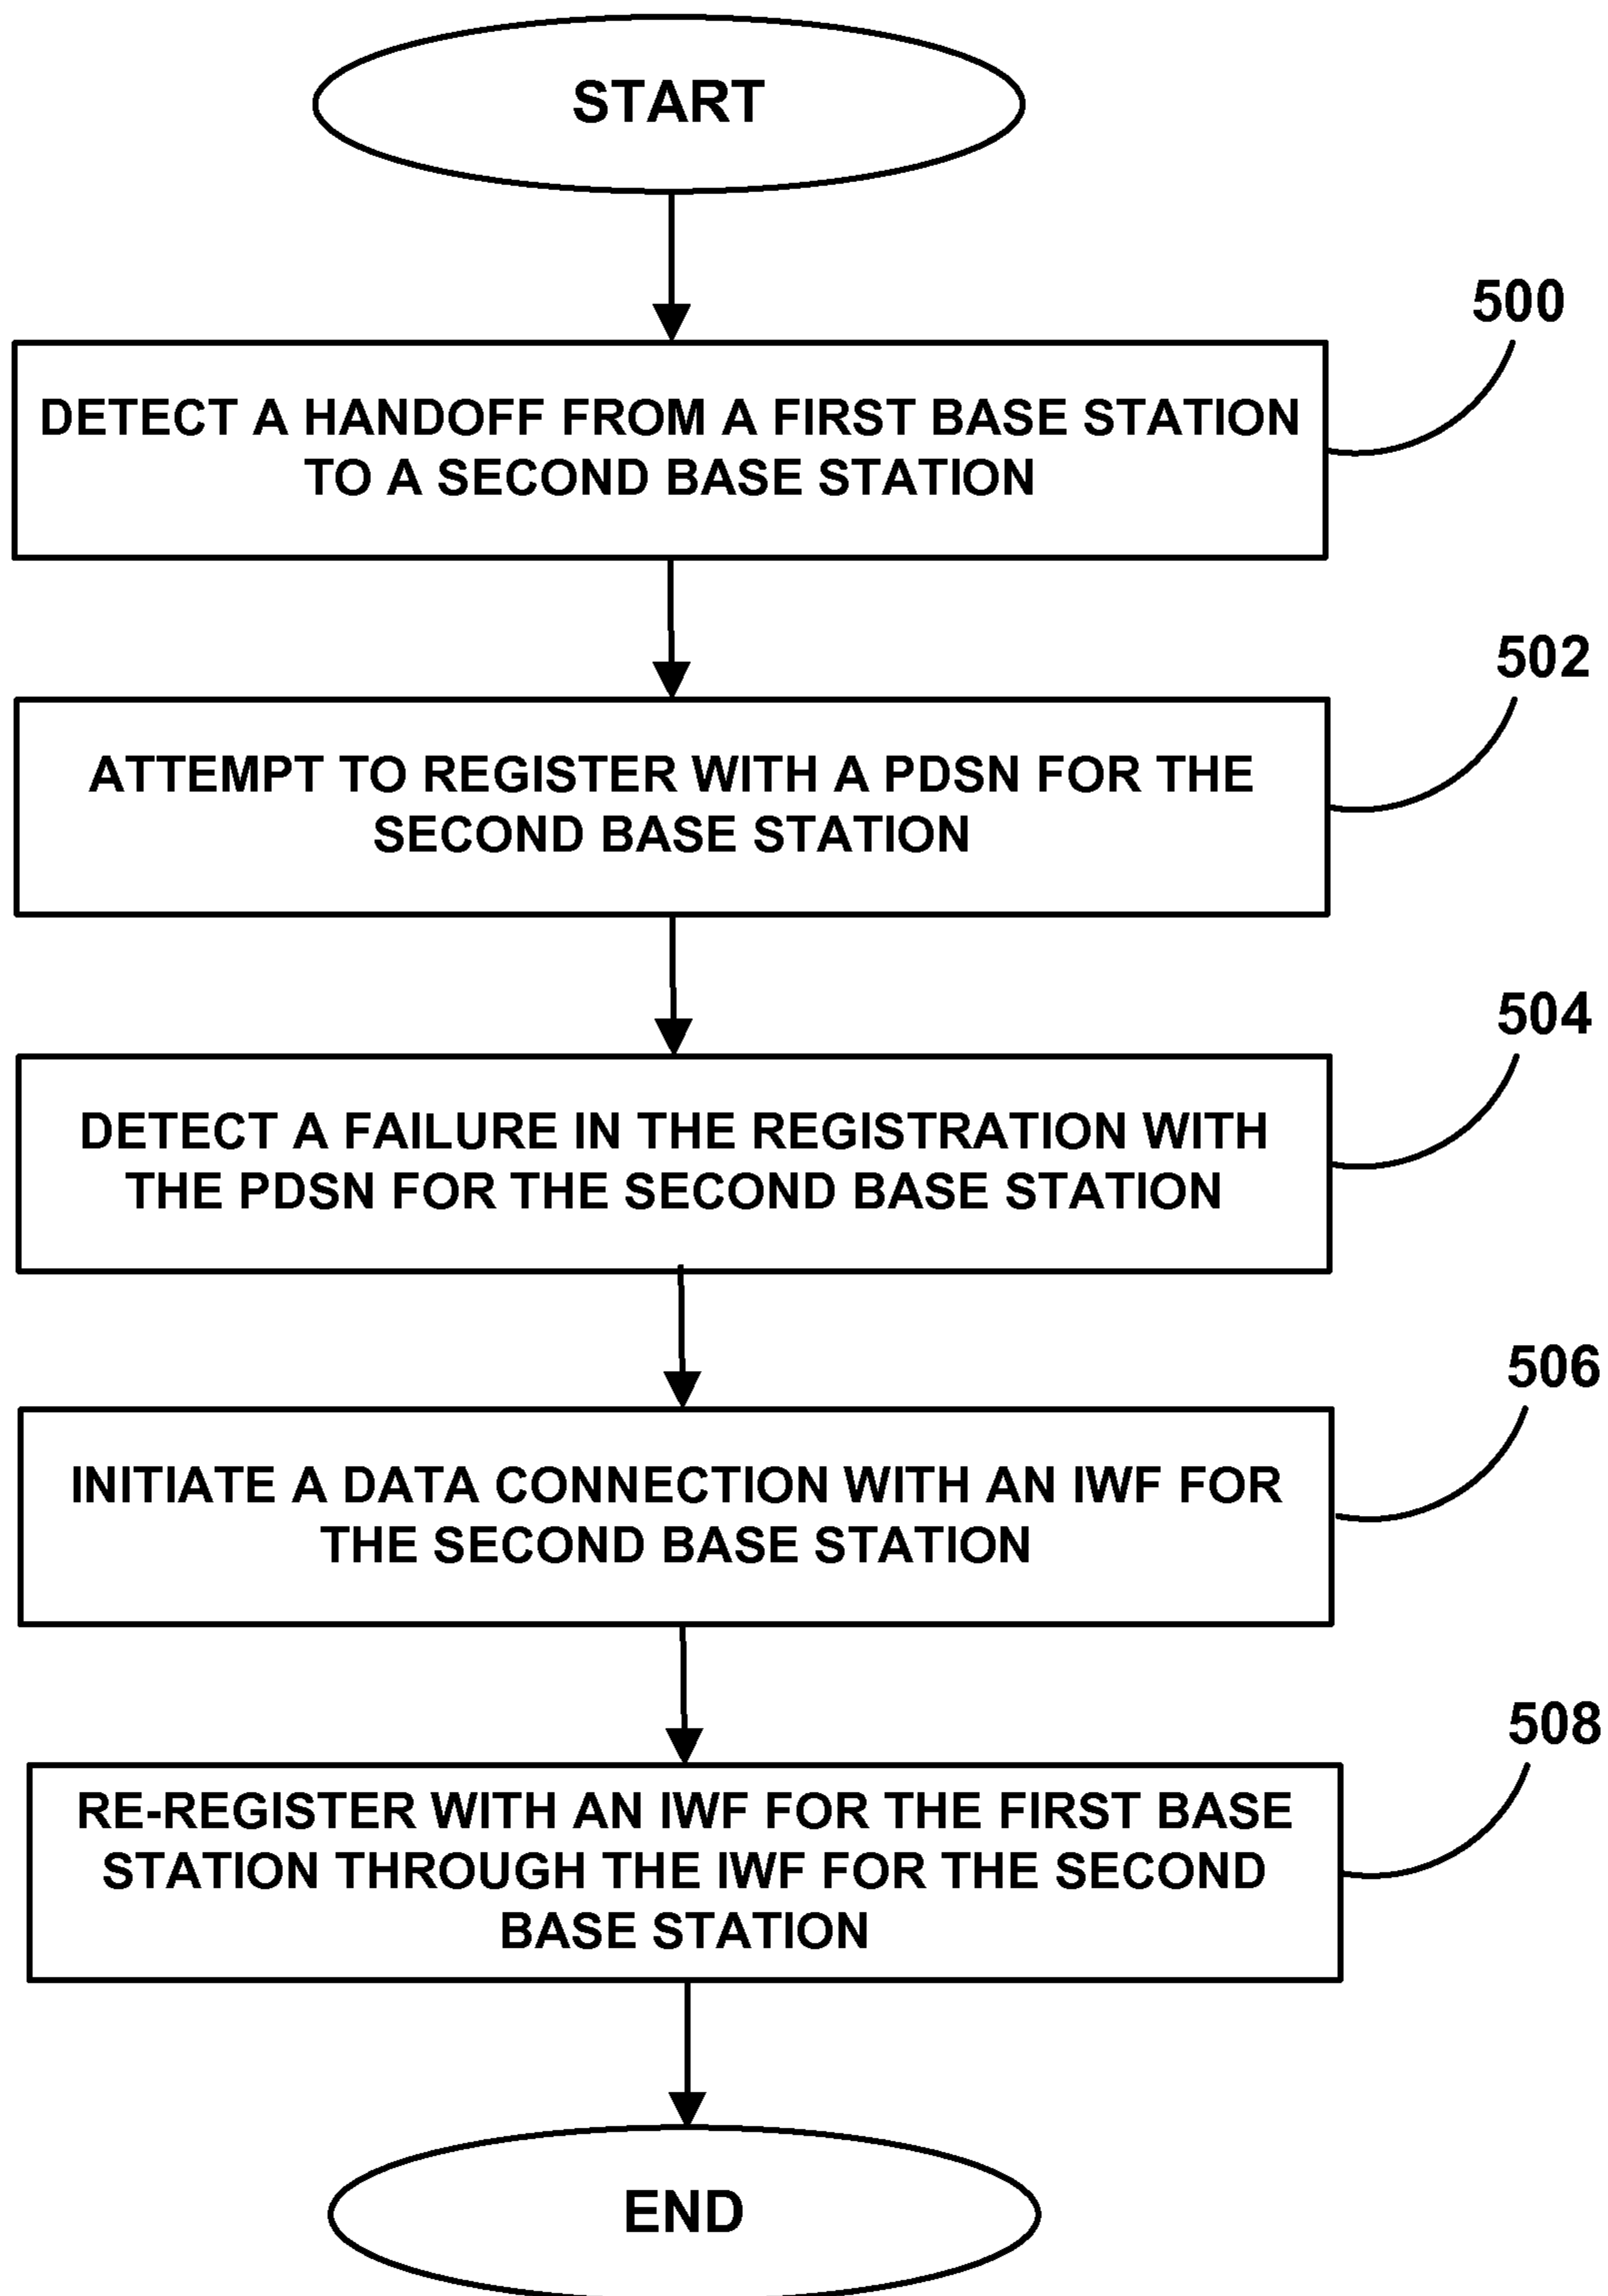 START
500
DETECT A HANDOFF FROM A FIRST BASE STATION
TO A SECOND BASE STATION
502
ATTEMPT TO REGISTER WITH A PDSN FOR THE
SECOND BASE STATION
504
DETECT A FAILURE IN THE REGISTRATION WITH
THE PDSN FOR THE SECOND BASE STATION
506
INITIATE A DATA CONNECTION WITH AN IWF FOR
THE SECOND BASE STATION
508
RE-REGISTER WITH AN IWF FOR THE FIRST BASE
STATION THROUGH THE IWF FOR THE SECOND
BASE STATION
END